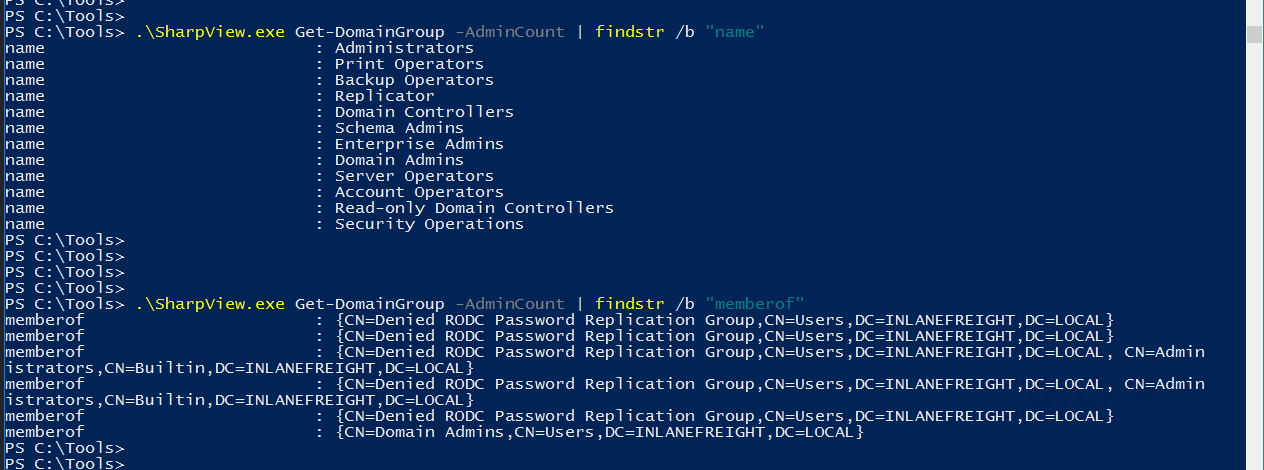 PS C:\Tools>
PS C:\Tools>
PS C:\Tools> .\SharpView.exe Get-DomainGroup -AdminCount | findstr /b "name"
name                               : Administrators
name                               : Print Operators
name                               : Backup Operators
name                               : Replicator
name                               : Domain Controllers
name                               : Schema Admins
name                               : Enterprise Admins
name                               : Domain Admins
name                               : Server Operators
name                               : Account Operators
name                               : Read-only Domain Controllers
name                               : Security Operations
PS C:\Tools>
PS C:\Tools>
PS C:\Tools>
PS C:\Tools>
PS C:\Tools> .\SharpView.exe Get-DomainGroup -AdminCount | findstr /b "memberof"
memberof                           : {CN=Denied RODC Password Replication Group,CN=Users,DC=INLANEFREIGHT,DC=LOCAL}
memberof                           : {CN=Denied RODC Password Replication Group,CN=Users,DC=INLANEFREIGHT,DC=LOCAL}
memberof                           : {CN=Denied RODC Password Replication Group,CN=Users,DC=INLANEFREIGHT,DC=LOCAL, CN=Admin
istrators,CN=Builtin,DC=INLANEFREIGHT,DC=LOCAL}
memberof                           : {CN=Denied RODC Password Replication Group,CN=Users,DC=INLANEFREIGHT,DC=LOCAL, CN=Admin
istrators,CN=Builtin,DC=INLANEFREIGHT,DC=LOCAL}
memberof                           : {CN=Denied RODC Password Replication Group,CN=Users,DC=INLANEFREIGHT,DC=LOCAL}
memberof                           : {CN=Domain Admins,CN=Users,DC=INLANEFREIGHT,DC=LOCAL}
PS C:\Tools>
PS C:\Tools>